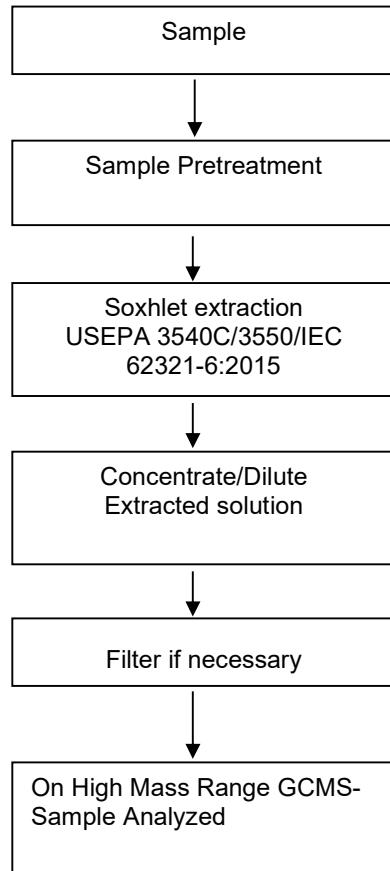 Sample
Sample Pretreatment
Soxhlet extraction
USEPA 3540C/3550/IEC
62321-6:2015
Concentrate/Dilute
Extracted solution
Filter if necessary
On High Mass Range GCMS-
Sample Analyzed